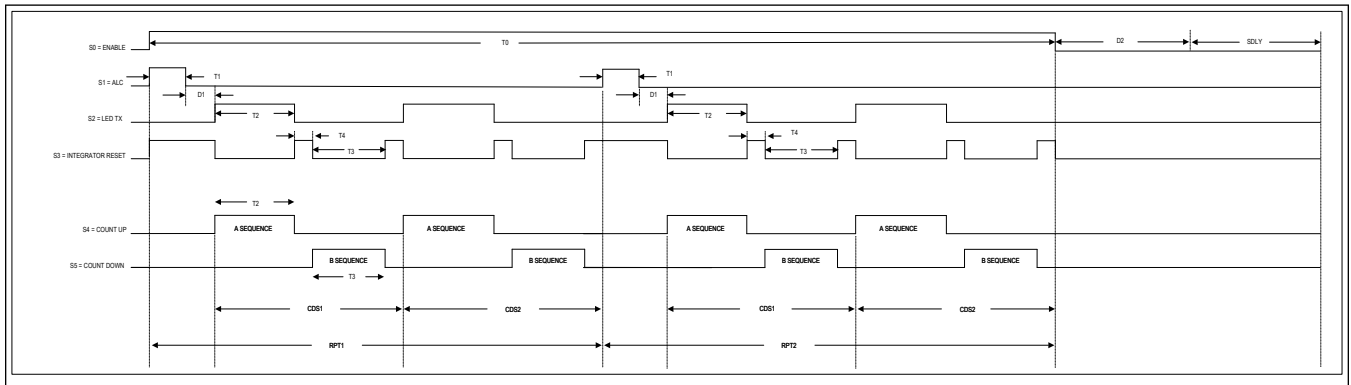 S0 = ENABLE
T0
D2
SDLY
S1 = ALC
T1
T1
D1
D1
S2 = LED TX
T2
T2
T4
T4
S3 = INTEGRATOR RESET
T3
T3
T2
S4 = COUNT UP
A SEQUENCE
A SEQUENCE
A SEQUENCE
A SEQUENCE
S5 = COUNT DOWN
B SEQUENCE
B SEQUENCE
B SEQUENCE
B SEQUENCE
T3
CDS1
CDS2
CDS1
CDS2
RPT1
RPT2